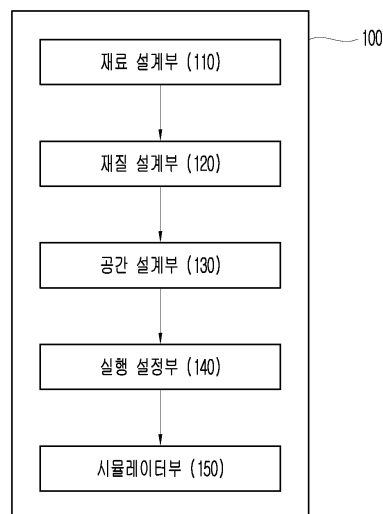 재료 설계부 (110)
100
재질 설계부 (120)
공간 설계부 (130)
실행 설정부 (140)
시뮬레이터부 (150)